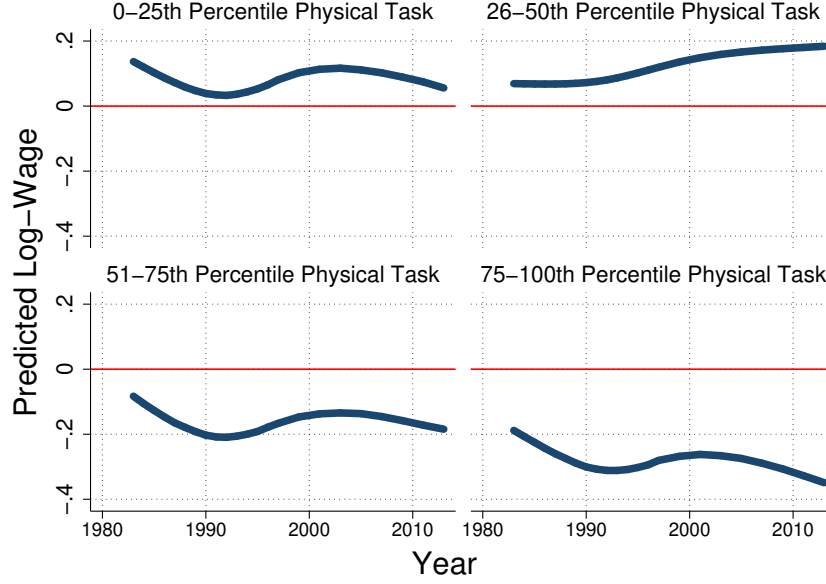 0−25th Percentile Physical Task
26−50th Percentile Physical Task
.2
0
−.2
−.4
51−75th Percentile Physical Task
75−100th Percentile Physical Task
.2
0
−.2
−.4
1980 1990 2000 2010
1980 1990 2000 2010
Predicted Log−Wage
Year